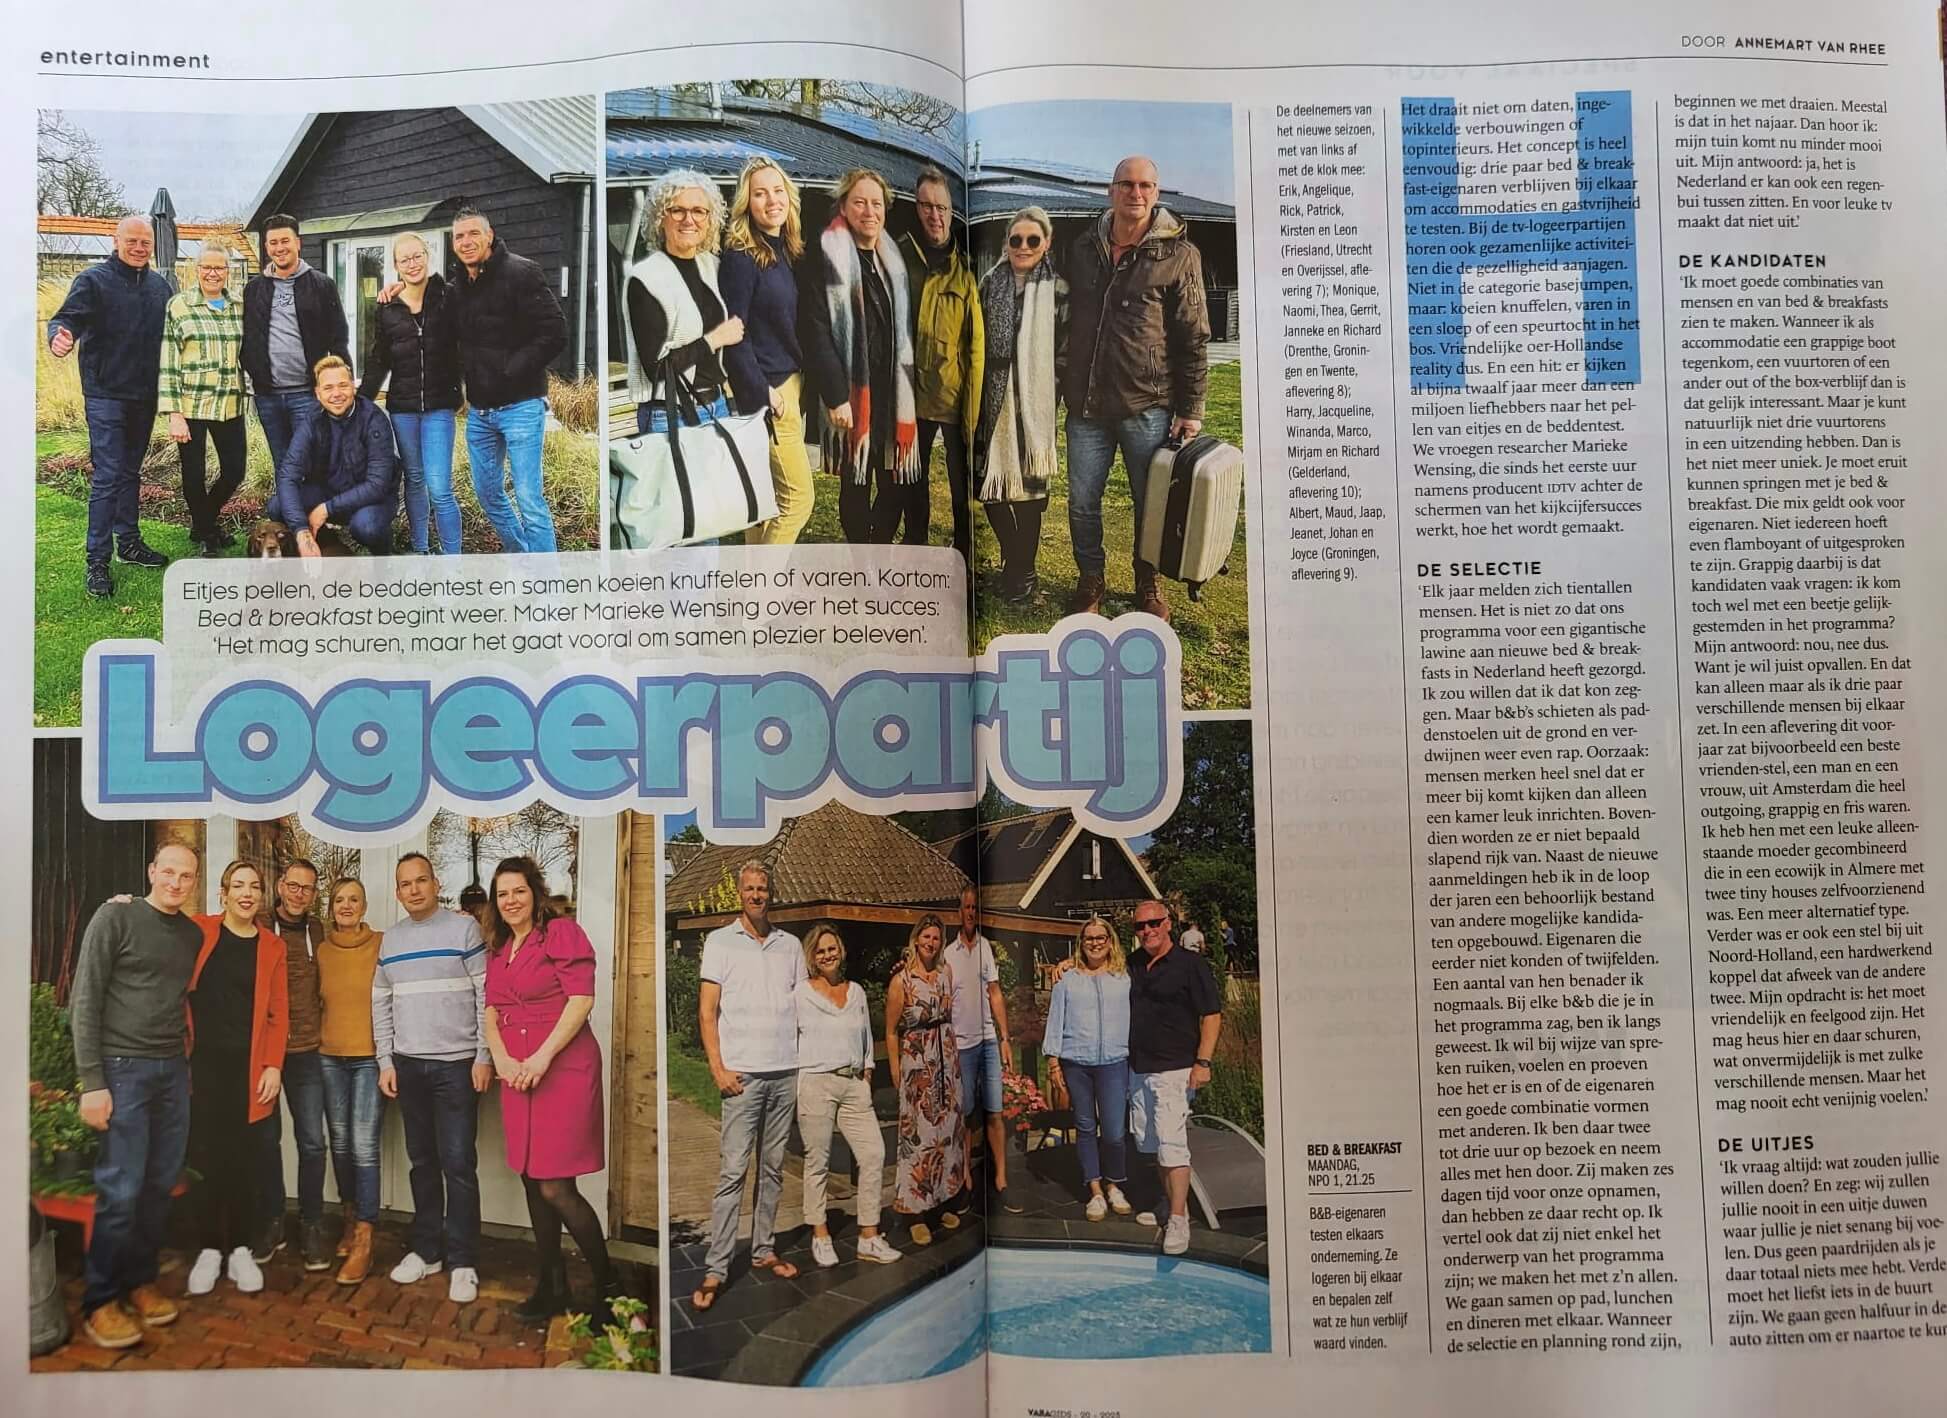 entertainment
DOOR ANNEMART VAN RHEE
Eitjes pellen, de beddentest en samen koeien knuffelen of varen. Kortom:
Bed & breakfast begint weer. Maker Marieke Wensing over het succes:
‘Het mag schuren, maar het gaat vooral om samen plezier beleven’.
Logeerpartij
De deelnemers van
het nieuwe seizoen,
met van links af
met de klok mee:
Erik, Angelique,
Rick, Patrick,
Kirsten en Leon
(Friesland, Utrecht
en Overijssel, afle-
vering 7); Monique,
Naomi, Thea, Gerrit,
Janneke en Richard
(Drenthe, Gronin-
gen en Twente,
aflevering 8);
Harry, Jacqueline,
Winanda, Marco,
Mirjam en Richard
(Gelderland,
aflevering 10);
Albert, Maud, Jaap,
Jeanet, Johan en
Joyce (Groningen,
aflevering 9).
BED & BREAKFAST
MAANDAG,
NPO 1, 21.25
B&B-eigenaren
testen elkaars
onderneming. Ze
logeren bij elkaar
en bepalen zelf
wat ze hun verblijf
waard vinden.
Het draait niet om daten, inge-
wikkelde verbouwingen of
topinterieurs. Het concept is heel
eenvoudig: drie paar bed & break-
fast-eigenaren verblijven bij elkaar
om accommodaties en gastvrijheid
te testen. Bij de tv-logeerpartijen
horen ook gezamenlijke activitei-
ten die de gezelligheid aanjagen.
Niet in de categorie basejumpen,
maar: koeien knuffelen, varen in
een sloep of een speurtocht in het
bos. Vriendelijke oer-Hollandse
reality dus. En een hit: er kijken
al bijna twaalf jaar meer dan een
miljoen liefhebbers naar het pel-
len van eitjes en de beddentest.
We vroegen researcher Marieke
Wensing, die sinds het eerste uur
namens producent IDTV achter de
schermen van het kijkcijfersucces
werkt, hoe het wordt gemaakt.
DE SELECTIE
‘Elk jaar melden zich tientallen
mensen. Het is niet zo dat ons
programma voor een gigantische
lawine aan nieuwe bed & break-
fasts in Nederland heeft gezorgd.
Ik zou willen dat ik dat kon zeg-
gen. Maar b&b’s schieten als pad-
denstoelen uit de grond en ver-
dwijnen weer even rap. Oorzaak:
mensen merken heel snel dat er
meer bij komt kijken dan alleen
een kamer leuk inrichten. Boven-
dien worden ze er niet bepaald
slapend rijk van. Naast de nieuwe
aanmeldingen heb ik in de loop
der jaren een behoorlijk bestand
van andere mogelijke kandida-
ten opgebouwd. Eigenaren die
eerder niet konden of twijfelden.
Een aantal van hen benader ik
nogmaals. Bij elke b&b die je in
het programma zag, ben ik langs
geweest. Ik wil bij wijze van spre-
ken ruiken, voelen en proeven
hoe het er is en of de eigenaren
een goede combinatie vormen
met anderen. Ik ben daar twee
tot drie uur op bezoek en neem
alles met hen door. Zij maken zes
dagen tijd voor onze opnamen,
dan hebben ze daar recht op. Ik
vertel ook dat zij niet enkel het
onderwerp van het programma
zijn; we maken het met z’n allen.
We gaan samen op pad, lunchen
en dineren met elkaar. Wanneer
de selectie en planning rond zijn,
beginnen we met draaien. Meestal
is dat in het najaar. Dan hoor ik:
mijn tuin komt nu minder mooi
uit. Mijn antwoord: ja, het is
Nederland er kan ook een regen-
bui tussen zitten. En voor leuke tv
maakt dat niet uit.’
DE KANDIDATEN
‘Ik moet goede combinaties van
mensen en van bed & breakfasts
zien te maken. Wanneer ik als
accommodatie een grappige boot
tegenkom, een vuurtoren of een
ander out of the box-verblijf dan is
dat gelijk interessant. Maar je kunt
natuurlijk niet drie vuurtorens
in een uitzending hebben. Dan is
het niet meer uniek. Je moet eruit
kunnen springen met je bed &
breakfast. Die mix geldt ook voor
eigenaren. Niet iedereen hoeft
even flamboyant of uitgesproken
te zijn. Grappig daarbij is dat
kandidaten vaak vragen: ik kom
toch wel met een beetje gelijk-
gestemden in het programma?
Mijn antwoord: nou, nee dus.
Want je wil juist opvallen. En dat
kan alleen maar als ik drie paar
verschillende mensen bij elkaar
zet. In een aflevering dit voor-
jaar zat bijvoorbeeld een beste
vrienden-stel, een man en een
vrouw, uit Amsterdam die heel
outgoing, grappig en fris waren.
Ik heb hen met een leuke alleen-
staande moeder gecombineerd
die in een ecowijk in Almere met
twee tiny houses zelfvoorzienend
was. Een meer alternatief type.
Verder was er ook een stel bij uit
Noord-Holland, een hardwerkend
koppel dat afweek van de andere
twee. Mijn opdracht is: het moet
vriendelijk en feelgood zijn. Het
mag heus hier en daar schuren,
wat onvermijdelijk is met zulke
verschillende mensen. Maar het
mag nooit echt venijnig voelen.’
DE UITJES
‘Ik vraag altijd: wat zouden jullie
willen doen? En zeg: wij zullen
jullie nooit in een uitje duwen
waar jullie je niet senang bij voe-
len. Dus geen paardrijden als je
daar totaal niets mee hebt. Verde
moet het liefst iets in de buurt
zijn. We gaan geen halfuur in de
auto zitten om er naartoe te kun
VARAGIDS - 20 - 2023